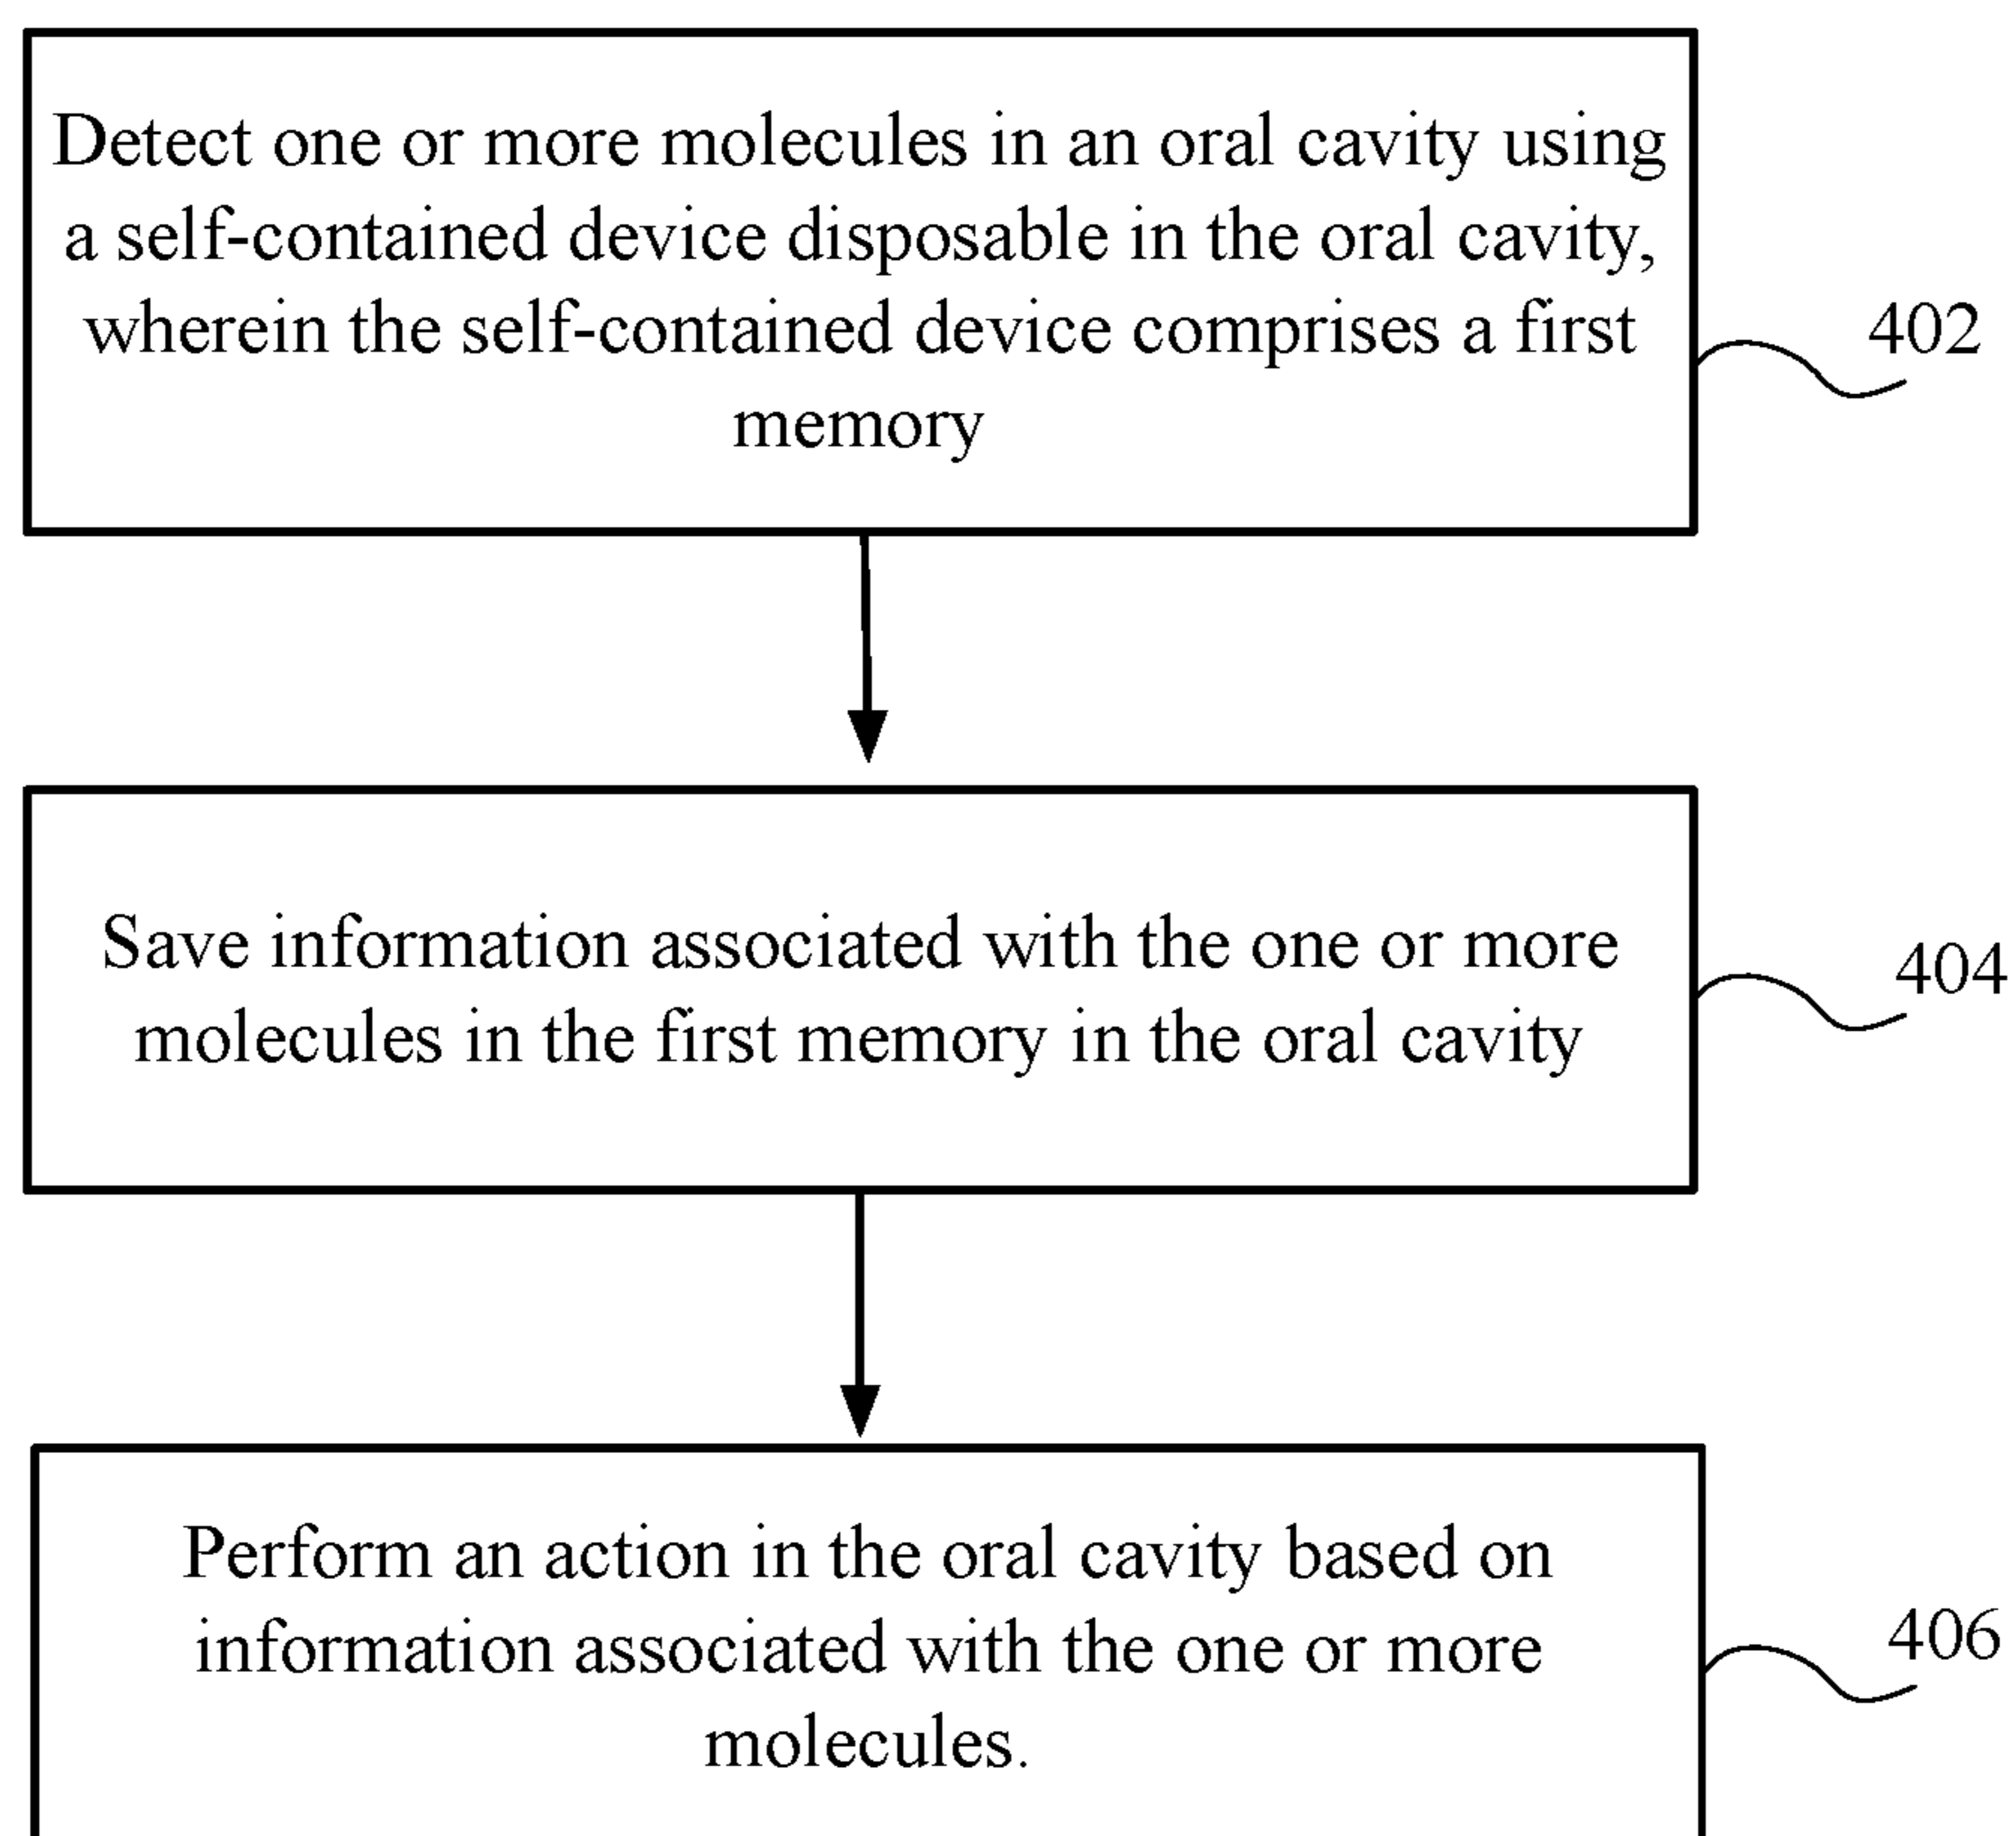 Detect one or more molecules in an oral cavity using
a self-contained device disposable in the oral cavity,
wherein the self-contained device comprises a first
memory
402
Save information associated with the one or more
molecules in the first memory in the oral cavity
404
Perform an action in the oral cavity based on
information associated with the one or more
molecules.
406